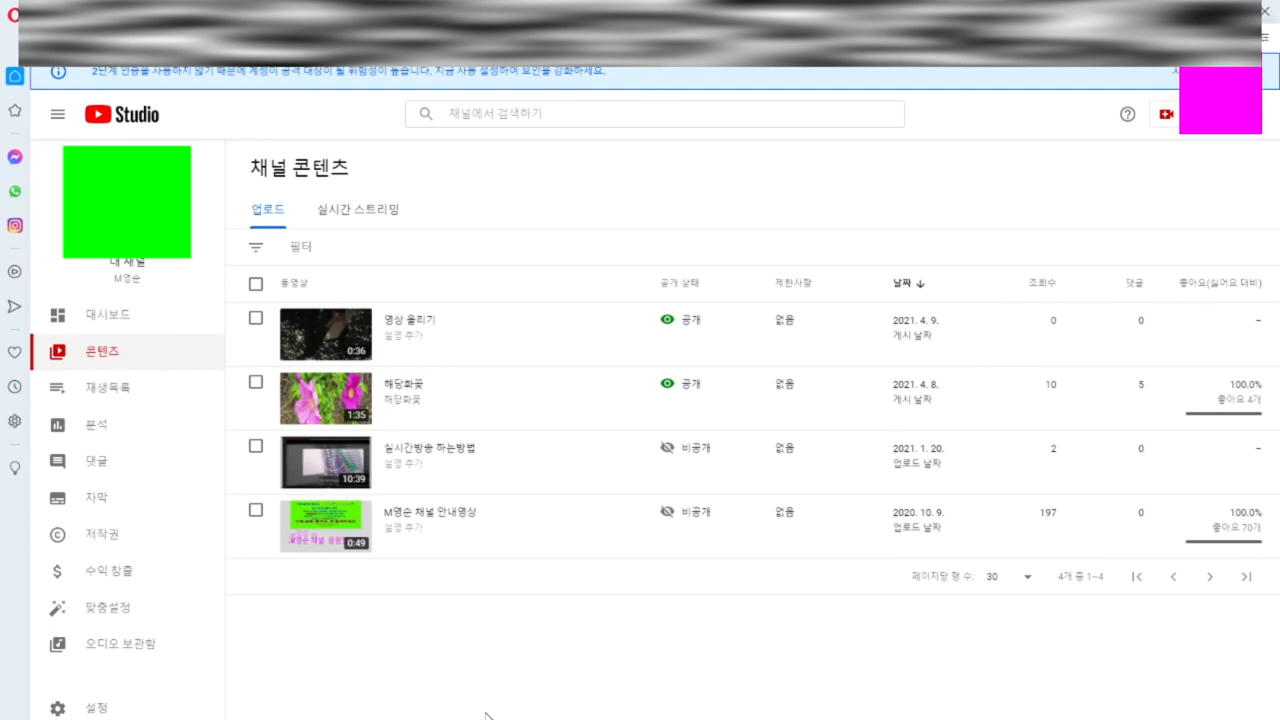 2단계 인증을 사용하지 않기 때문에 계정이 공격 대상이 될 위험성이 높습니다. 지금 사용 설정하여 보안을 강화하세요.
Studio
채널에서 검색하기
내 채널
M영순
대시보드
콘텐츠
재생목록
분석
댓글
자막
저작권
수익 창출
맞춤설정
오디오 보관함
설정
채널 콘텐츠
업로드 실시간 스트리밍
필터
동영상 공개 상태 제한사항 날짜 조회수 댓글 좋아요(싫어요 대비)
영상 올리기 공개 없음 2021. 4. 9. 0 0 –
설명 추가 게시 날짜
0:36
해당화꽃 공개 없음 2021. 4. 8. 10 5 100.0%
해당화꽃 게시 날짜 좋아요 4개
1:35
실시간방송 하는방법 비공개 없음 2021. 1. 20. 2 0 –
설명 추가 업로드 날짜
10:39
M영순 채널 안내영상 비공개 없음 2020. 10. 9. 197 0 100.0%
설명 추가 업로드 날짜 좋아요 70개
0:49
페이지당 행 수: 30 4개 중 1~4